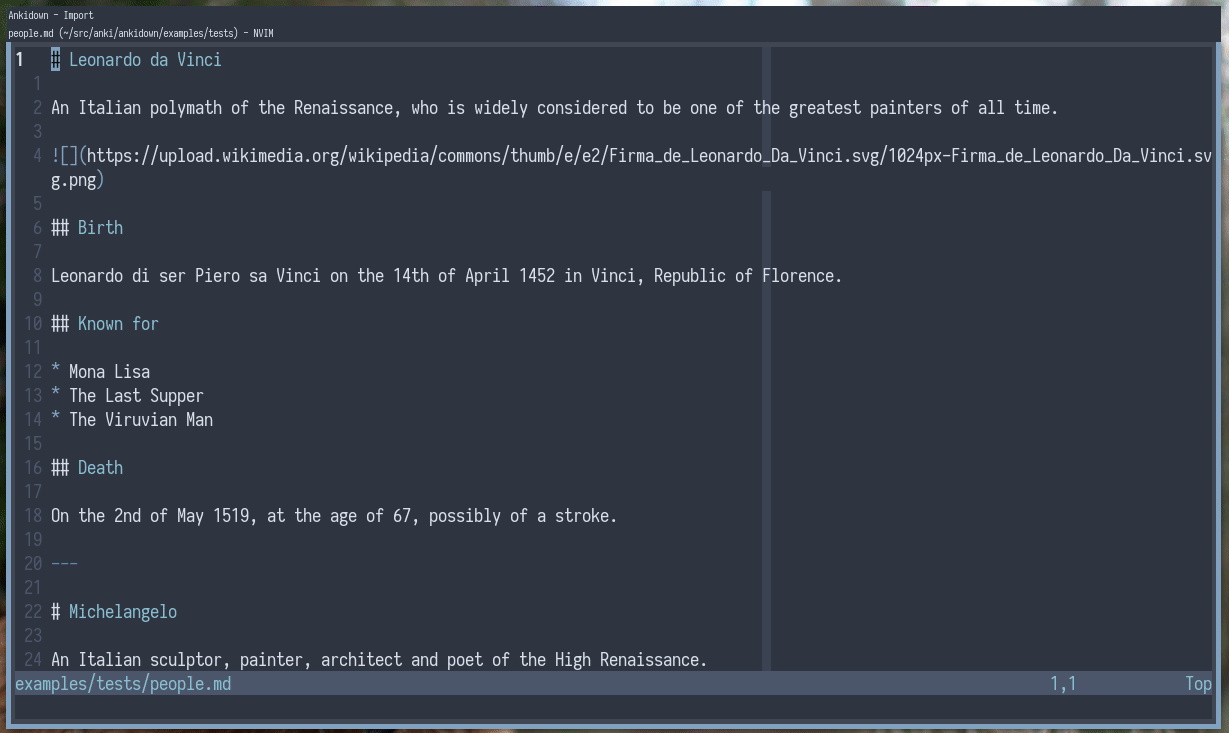 Ankidown - Import
people.md (~/src/anki/ankidown/examples/tests) - NVIM
1 # Leonardo da Vinci
1
2 An Italian polymath of the Renaissance, who is widely considered to be one of the greatest painters of all time.
3
4 ![](https://upload.wikimedia.org/wikipedia/commons/thumb/e/e2/Firma_de_Leonardo_Da_Vinci.svg/1024px-Firma_de_Leonardo_Da_Vinci.sv
g.png)
5
6 ## Birth
7
8 Leonardo di ser Piero sa Vinci on the 14th of April 1452 in Vinci, Republic of Florence.
9
10 ## Known for
11
12 * Mona Lisa
13 * The Last Supper
14 * The Viruvian Man
15
16 ## Death
17
18 On the 2nd of May 1519, at the age of 67, possibly of a stroke.
19
20 ---
21
22 # Michelangelo
23
24 An Italian sculptor, painter, architect and poet of the High Renaissance.
examples/tests/people.md 1,1 Top